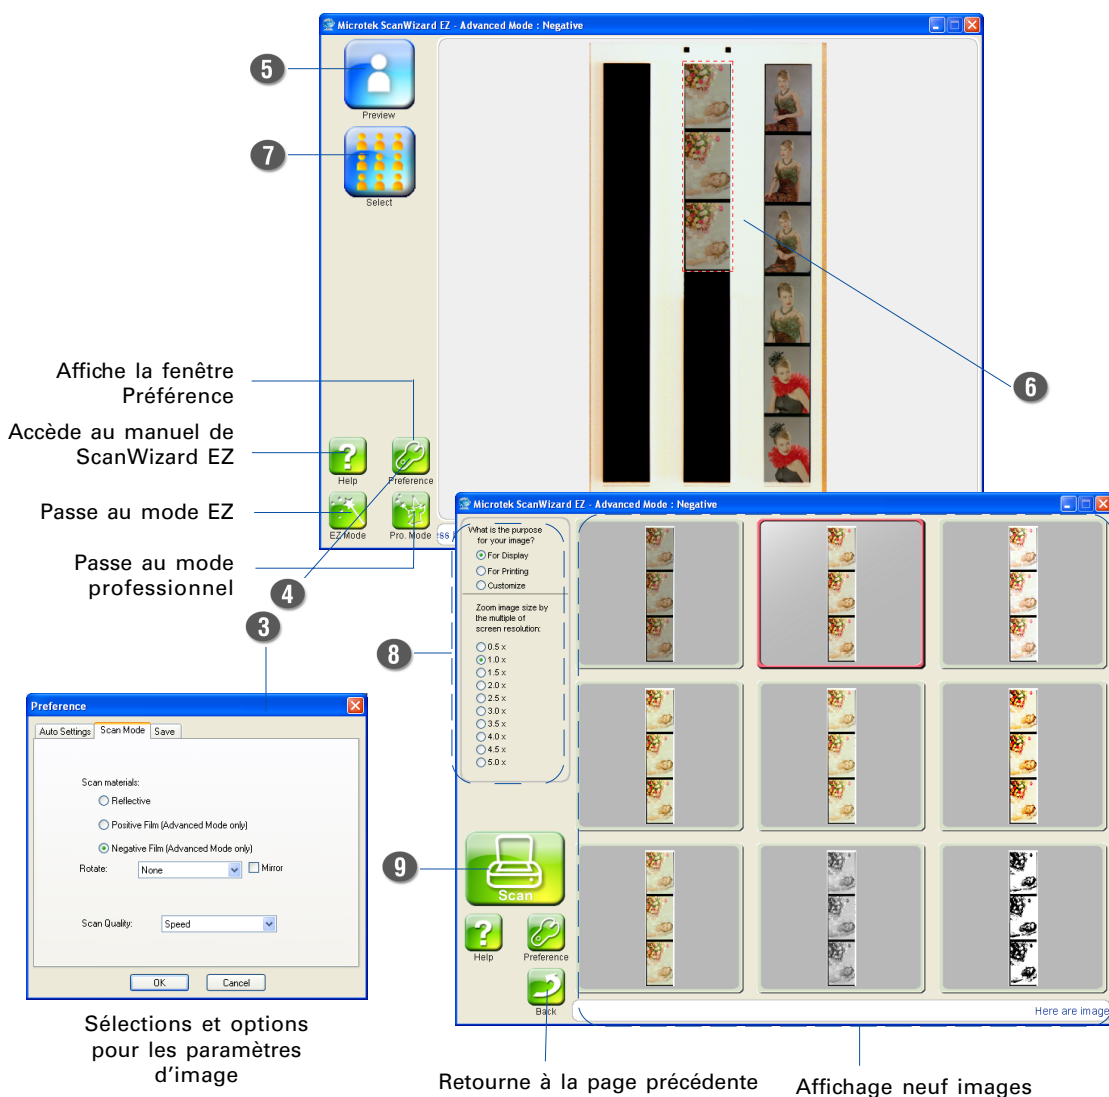 Microtek ScanWizard EZ - Advanced Mode : Negative
5
Preview
7
Select
6
Affiche la fenêtre
Préférence
Accède au manuel de
ScanWizard EZ
Passe au mode EZ
Passe au mode
professionnel
Help
Preference
EZ Mode
Pro. Mode
4
3
Preference
Auto Settings
Scan Mode
Save
Scan materials:
Reflective
Positive Film (Advanced Mode only)
Negative Film (Advanced Mode only)
Rotate:
None
Mirror
Scan Quality:
Speed
OK
Cancel
Sélections et options
pour les paramètres
d'image
Microtek ScanWizard EZ - Advanced Mode : Negative
What is the purpose
for your image?
For Display
For Printing
Customize
Zoom image size by
the multiple of
screen resolution:
0.5 x
1.0 x
1.5 x
2.0 x
2.5 x
3.0 x
3.5 x
4.0 x
4.5 x
5.0 x
8
9
Scan
Help
Preference
Back
Here are image
Retourne à la page précédente
Affichage neuf images